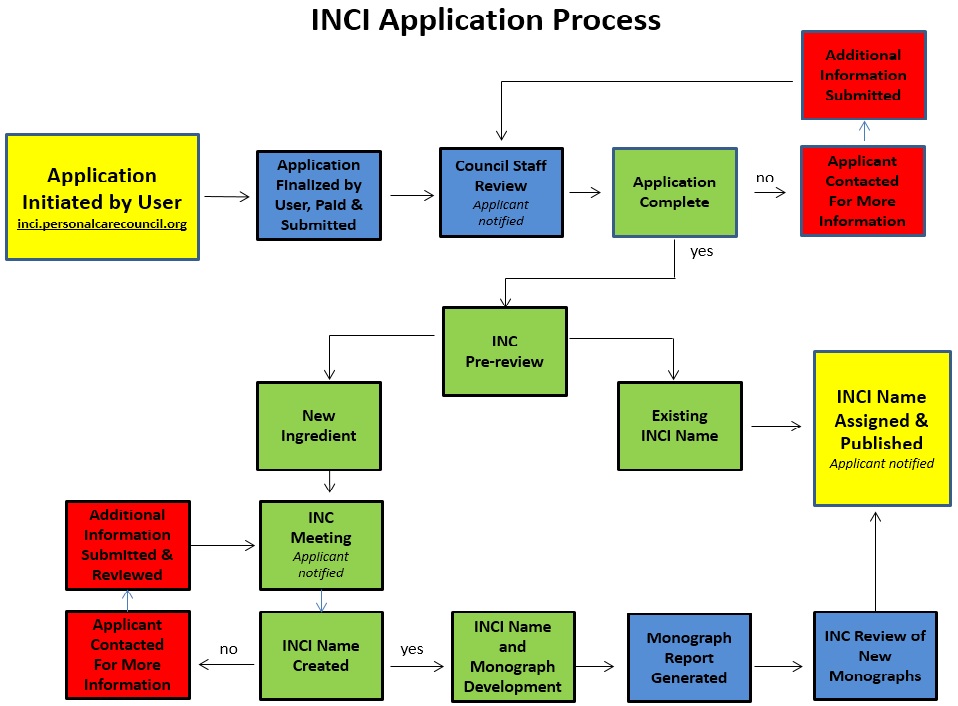 INCI Application Process
Additional
Information
Submitted
Application
Initiated by User
inci.personalcarecouncil.org
Application
Finalized by
User, Paid &
Submitted
Council Staff
Review
Applicant
notified
Application
Complete
no
Applicant
Contacted
For More
Information
yes
INC
Pre-review
New
Ingredient
Existing
INCI Name
INCI Name
Assigned &
Published
Applicant notified
Additional
Information
Submitted &
Reviewed
INC
Meeting
Applicant
notified
Applicant
Contacted
For More
Information
no
INCI Name
Created
yes
INCI Name
and
Monograph
Development
Monograph
Report
Generated
INC Review of
New
Monographs